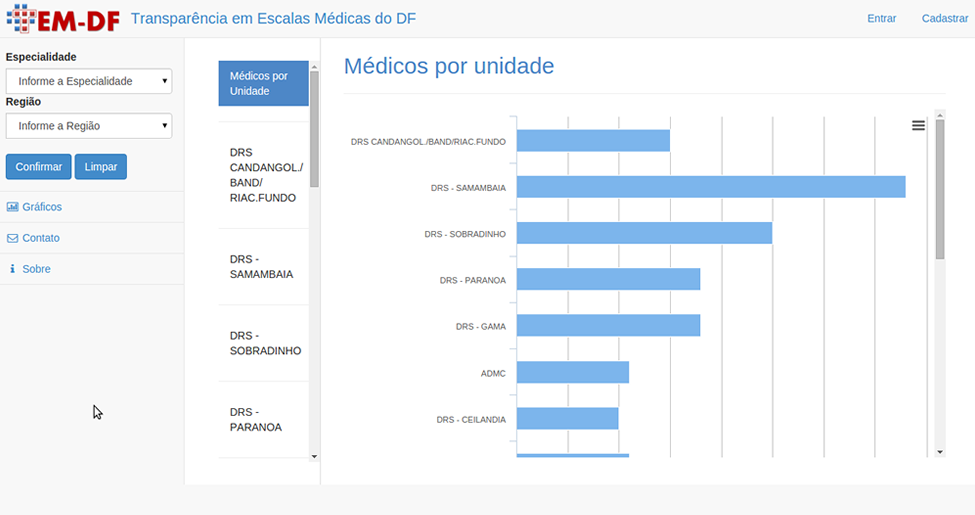 EM-DF
Transparência em Escalas Médicas do DF
Entrar
Cadastrar
Especialidade
Informe a Especialidade
Região
Informe a Região
Confirmar
Limpar
Gráficos
Contato
Sobre
Médicos por
Unidade
DRS
CANDANGOL./
BAND/
RIAC.FUNDO
DRS -
SAMAMBAIA
DRS -
SOBRADINHO
DRS -
PARANOA
Médicos por unidade
DRS CANDANGOL./BAND/RIAC.FUNDO
DRS - SAMAMBAIA
DRS - SOBRADINHO
DRS - PARANOA
DRS - GAMA
ADMC
DRS - CEILANDIA